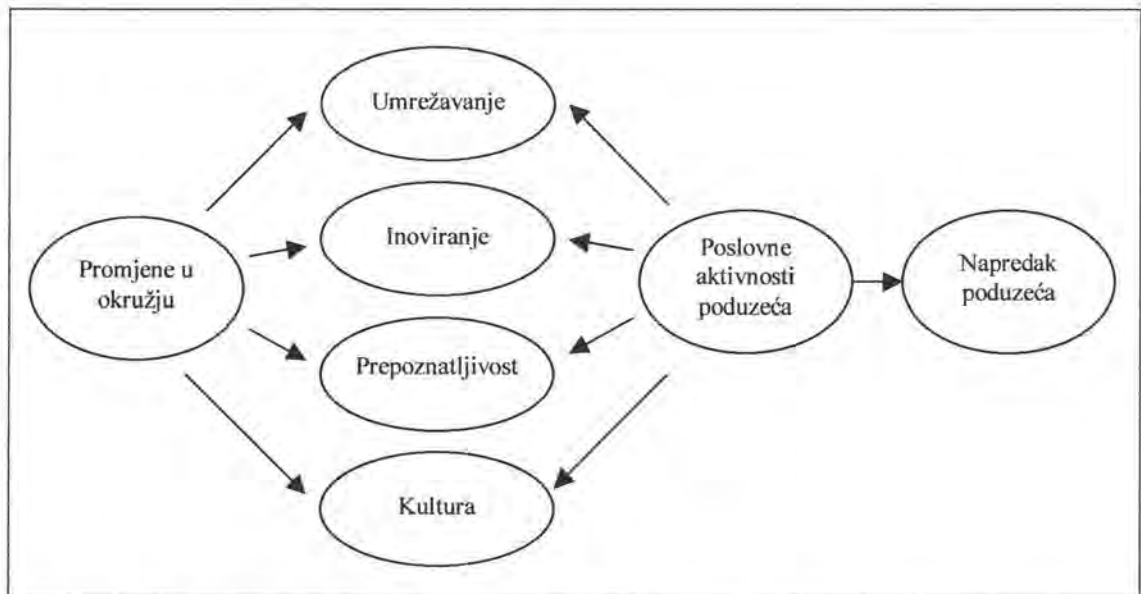 Umrežavanje
Inoviranje
Promjene u
okružju
Prepoznatljivost
Kultura
Poslovne
aktivnosti
poduzeća
Napredak
poduzeća